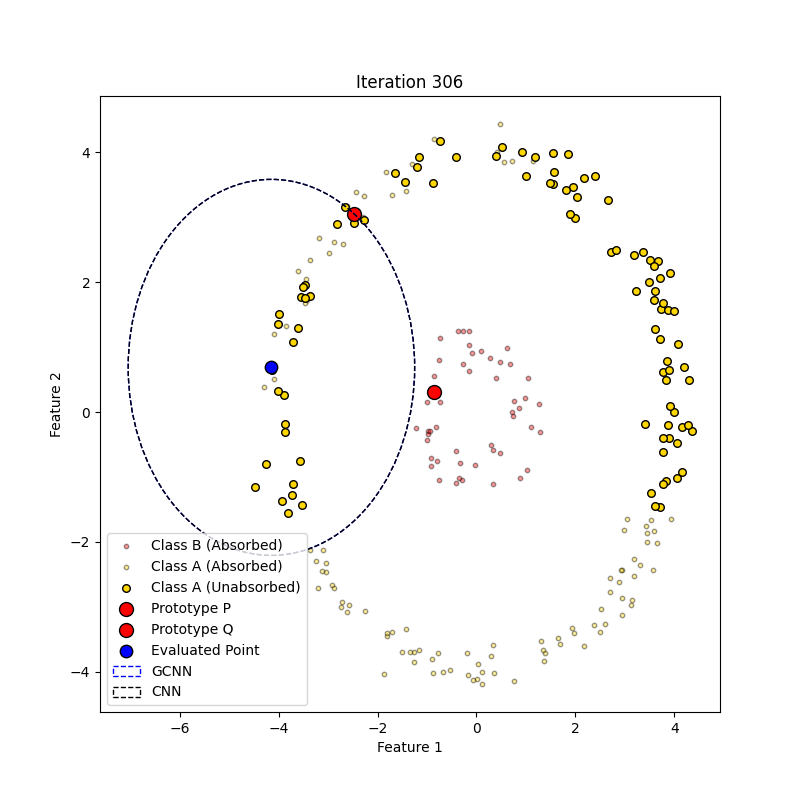 Iteration 306
4
2
0
−2
−4
Feature 2
Class B (Absorbed)
Class A (Absorbed)
Class A (Unabsorbed)
Prototype P
Prototype Q
Evaluated Point
GCNN
CNN
−6 −4 −2 0 2 4
Feature 1